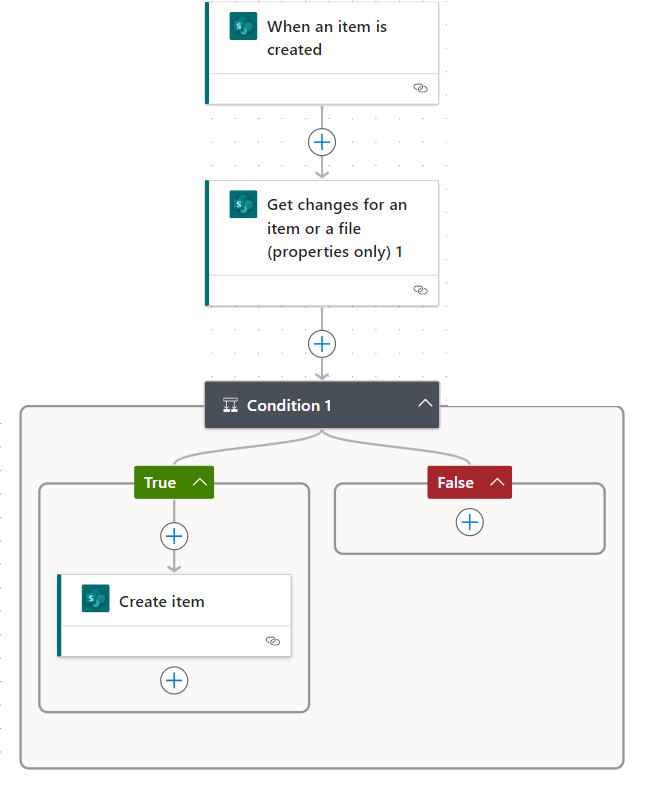 When an item is
created
Get changes for an
item or a file
(properties only) 1
Condition 1
True
False
Create item